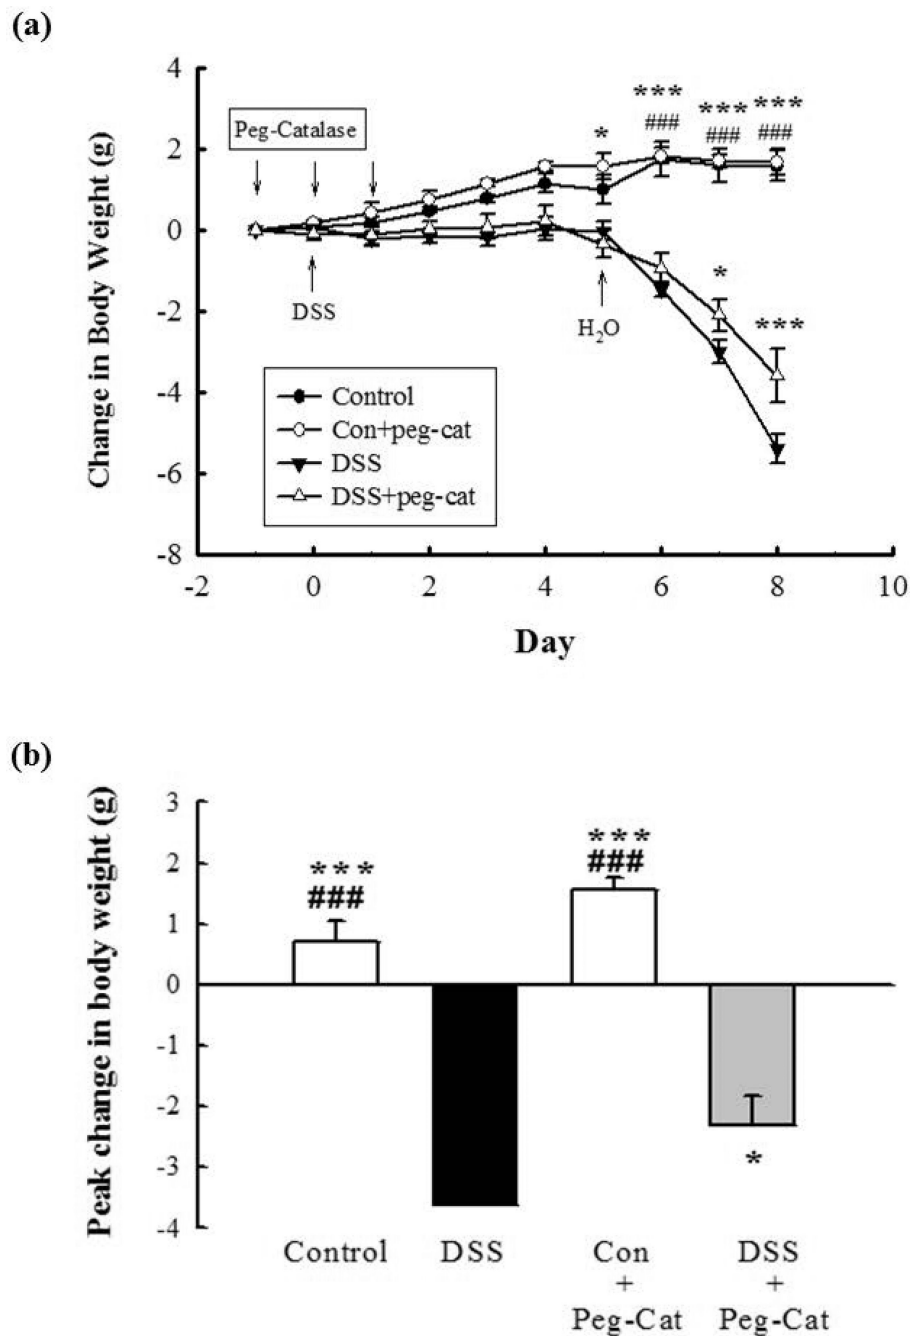 (a)
4
2
0
-2
-4
-6
-8
Change in Body Weight (g)
Peg-Catalase
DSS
H₂O
*
***
###
***
###
***
###
*
***
Control
Con+peg-cat
DSS
DSS+peg-cat
-2 0 2 4 6 8 10
Day
(b)
3
2
1
0
-1
-2
-3
-4
Peak change in body weight (g)
***
###
***
###
*
Control DSS Con + Peg-Cat DSS + Peg-Cat